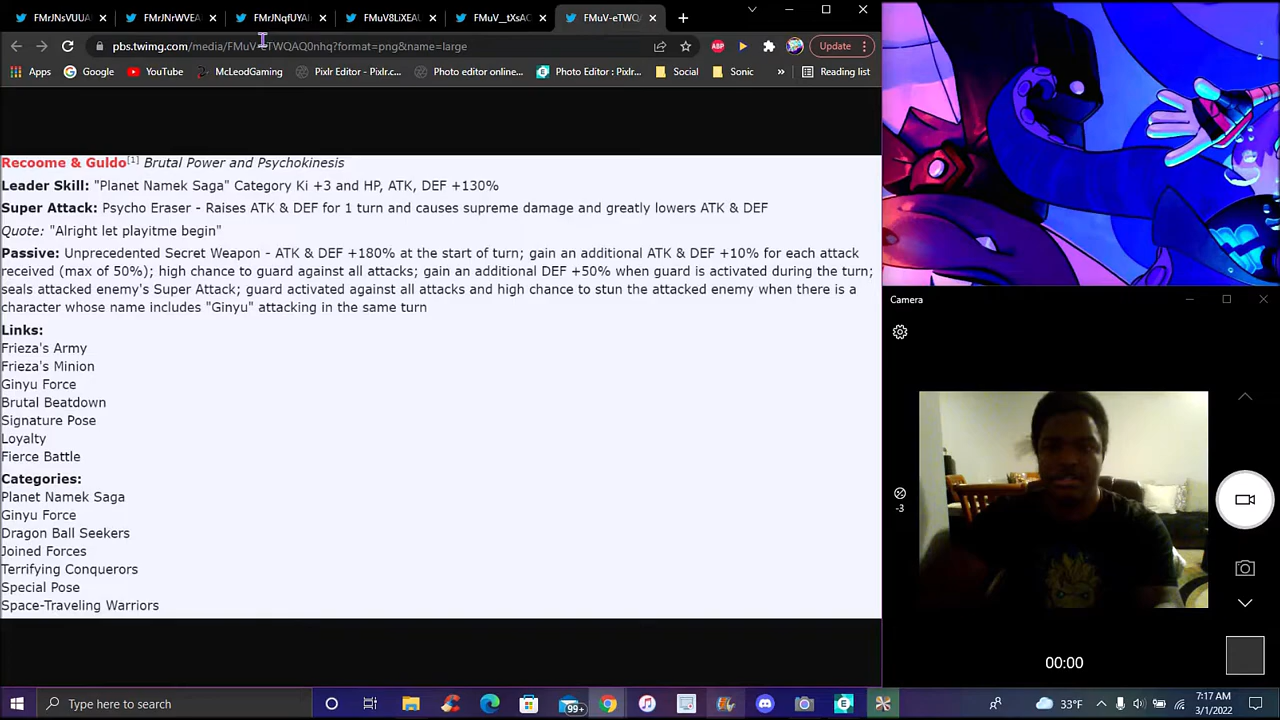 FMrJNsVUUA
FMrJNrWVEA
FMrJNqfUYA
FMuV8LiXEA
FMuV_tXsAC
FMuV-eTWQA
pbs.twimg.com/media/FMuV-eTWQAQ0nhq?format=png&name=large
ABP
Update
Apps
Google
YouTube
McLeodGaming
Pixlr Editor - Pixlr.c...
Photo editor online...
Photo Editor : Pixlr...
Social
Sonic
»
Reading list
Recoome & Guldo[1] Brutal Power and Psychokinesis
Leader Skill: "Planet Namek Saga" Category Ki +3 and HP, ATK, DEF +130%
Super Attack: Psycho Eraser - Raises ATK & DEF for 1 turn and causes supreme damage and greatly lowers ATK & DEF
Quote: "Alright let playitme begin"
Passive: Unprecedented Secret Weapon - ATK & DEF +180% at the start of turn; gain an additional ATK & DEF +10% for each attack
received (max of 50%); high chance to guard against all attacks; gain an additional DEF +50% when guard is activated during the turn;
seals attacked enemy's Super Attack; guard activated against all attacks and high chance to stun the attacked enemy when there is a
character whose name includes "Ginyu" attacking in the same turn
Links:
Frieza's Army
Frieza's Minion
Ginyu Force
Brutal Beatdown
Signature Pose
Loyalty
Fierce Battle
Categories:
Planet Namek Saga
Ginyu Force
Dragon Ball Seekers
Joined Forces
Terrifying Conquerors
Special Pose
Space-Traveling Warriors
Camera
-3
00:00
Type here to search
99+
33°F
7:17 AM
3/1/2022